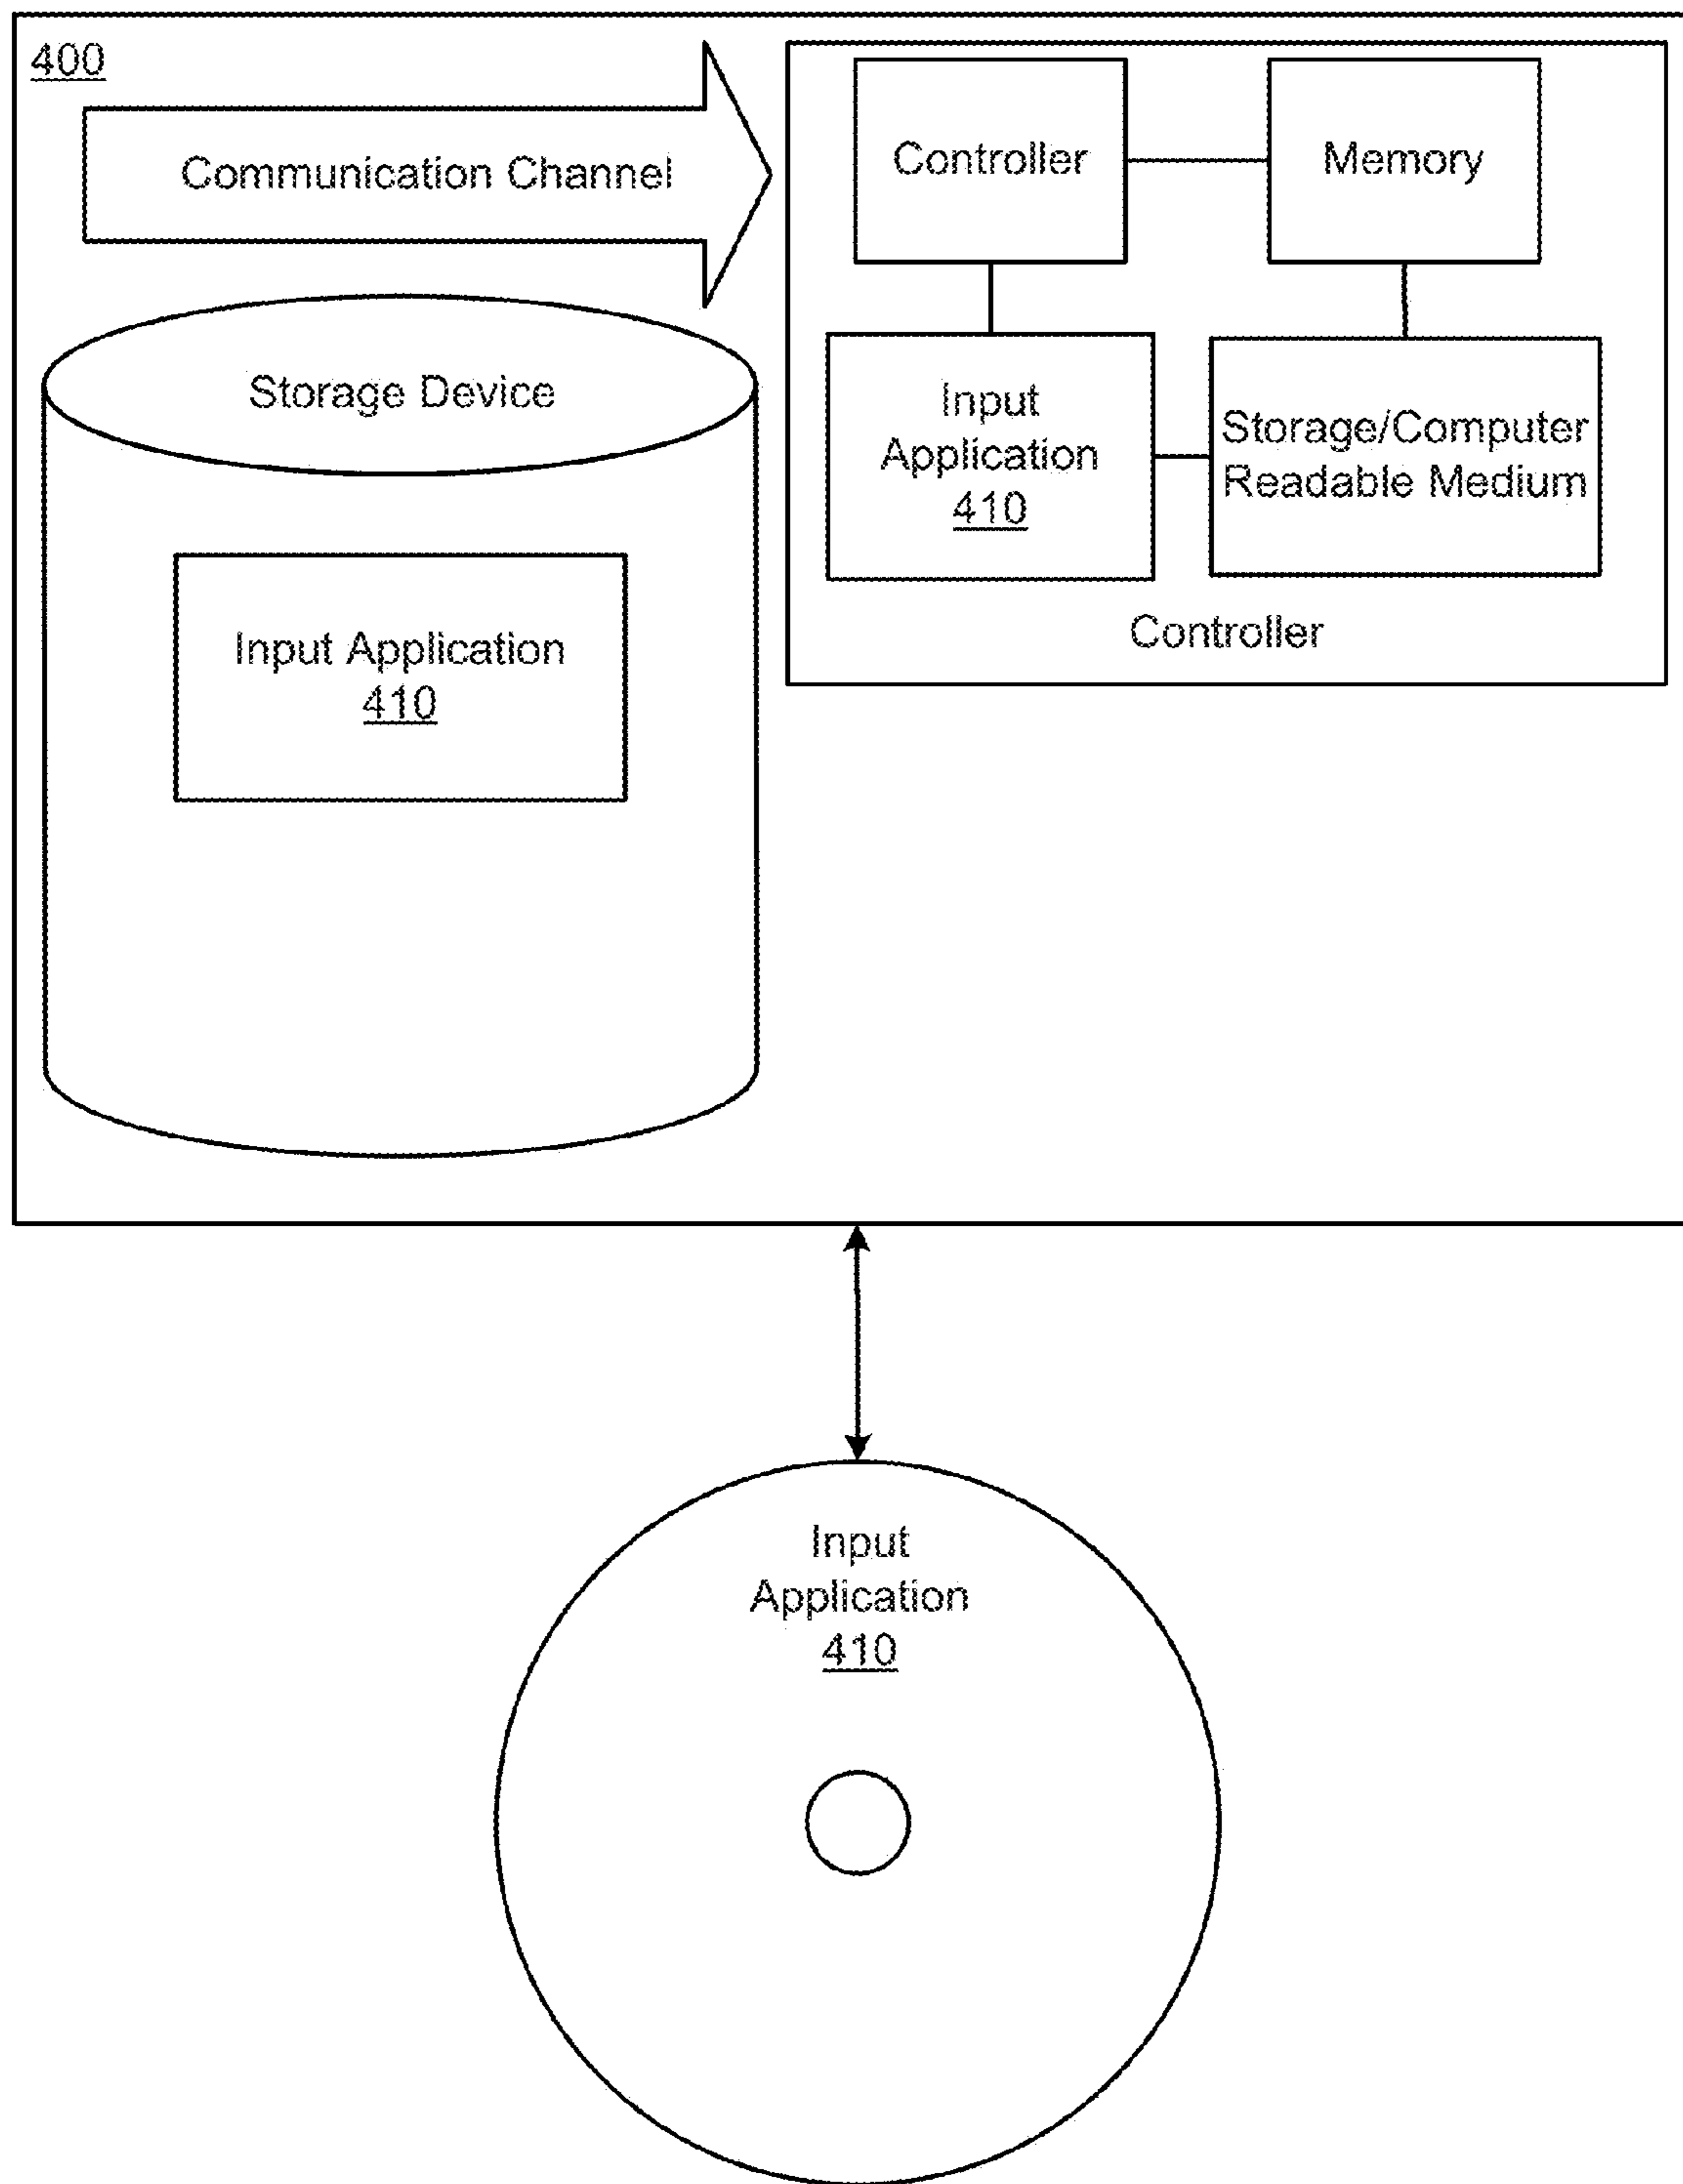 400
Communication Channel
Controller
Memory
Storage Device
Input
Application
410
Storage/Computer
Readable Medium
Controller
Input Application
410
Input
Application
410